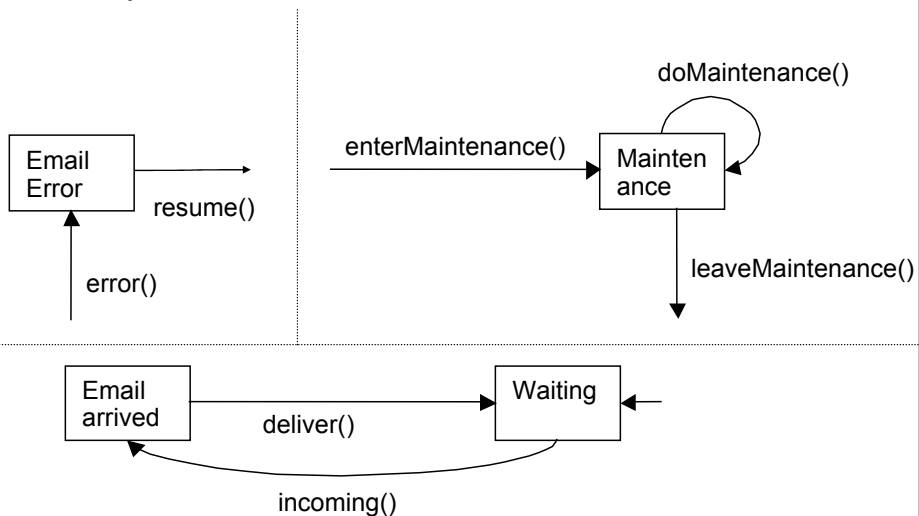 doMaintenance()
Email
Error
enterMaintenance()
Mainten
ance
resume()
error()
leaveMaintenance()
Email
arrived
Waiting
deliver()
incoming()